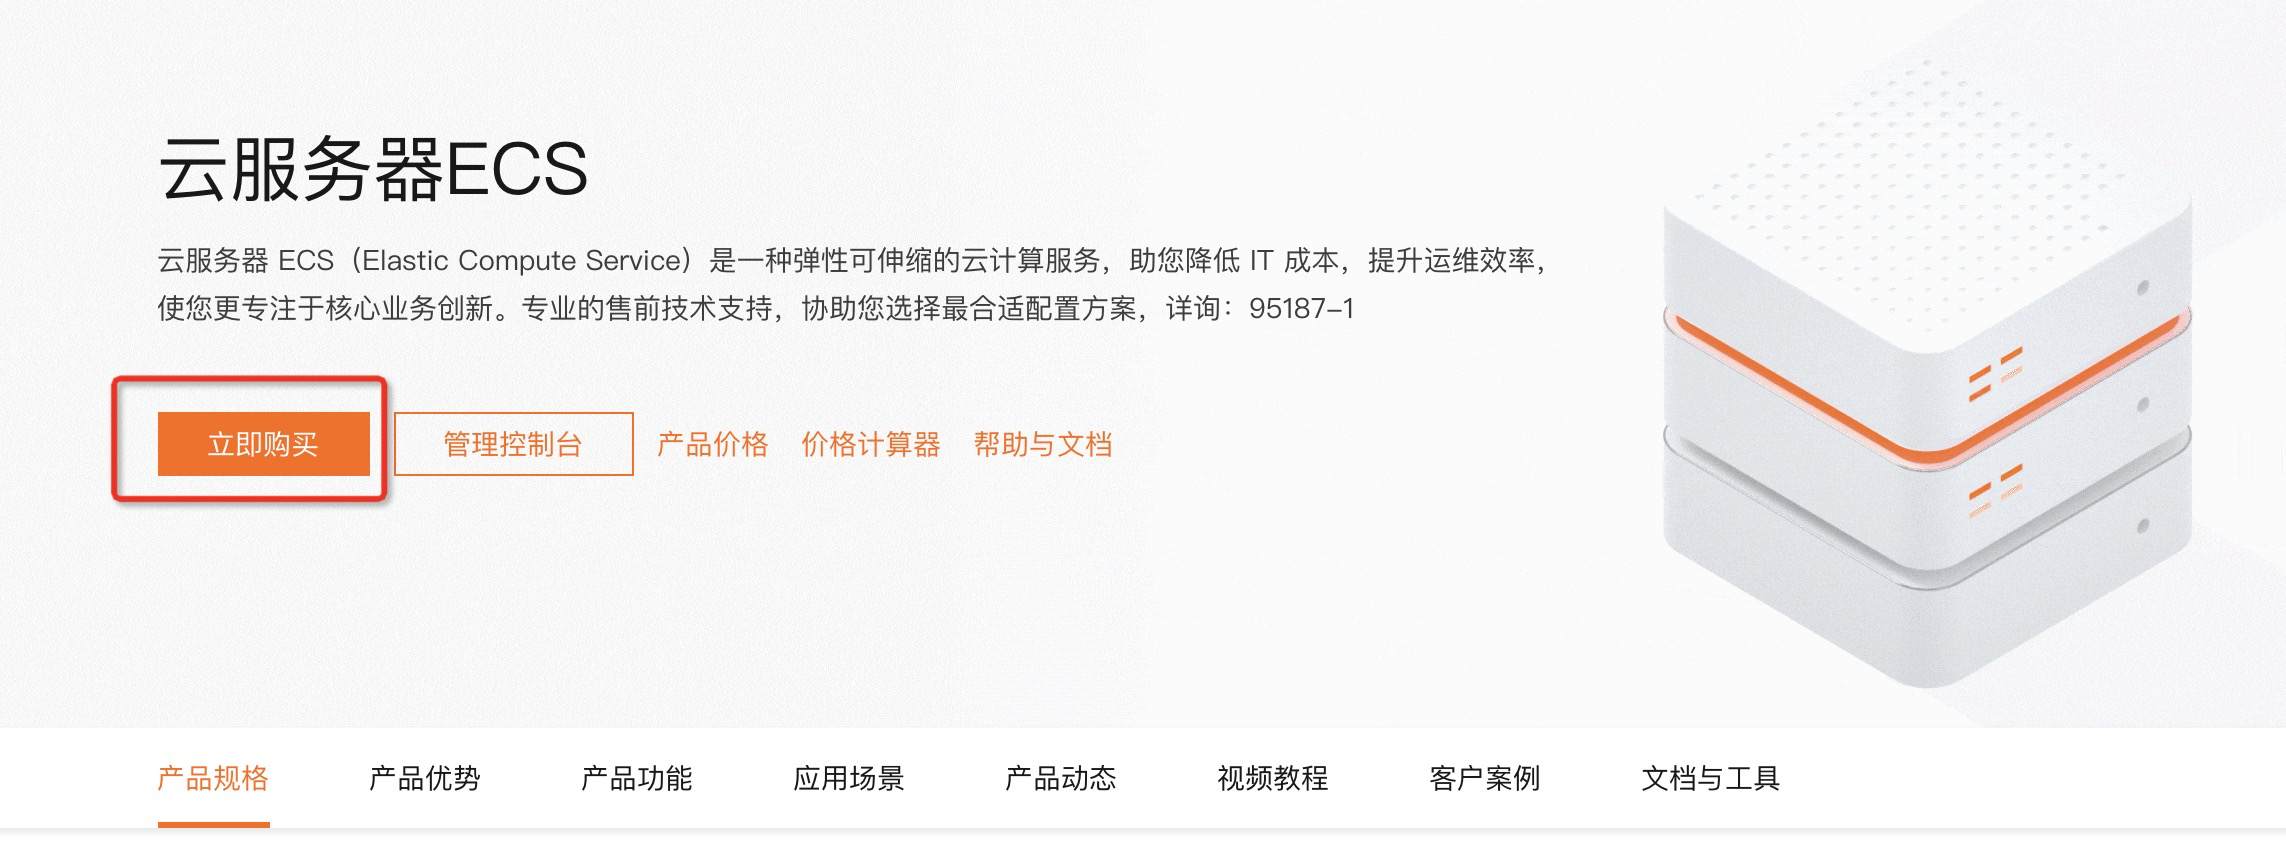 云服务器ECS
云服务器 ECS（Elastic Compute Service）是一种弹性可伸缩的云计算服务，助您降低 IT 成本，提升运维效率，
使您更专注于核心业务创新。专业的售前技术支持，协助您选择最合适配置方案，详询：95187-1
立即购买 管理控制台 产品价格 价格计算器 帮助与文档
产品规格 产品优势 产品功能 应用场景 产品动态 视频教程 客户案例 文档与工具